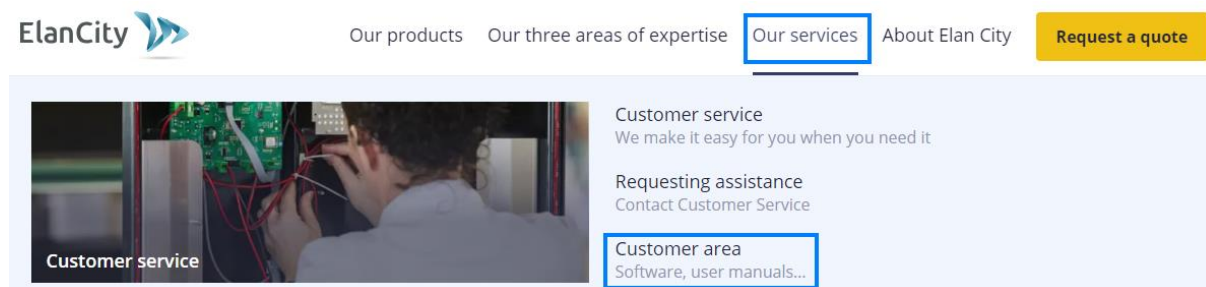 ElanCity
Our products Our three areas of expertise Our services About Elan City Request a quote
Customer service
We make it easy for you when you need it
Requesting assistance
Contact Customer Service
Customer area
Software, user manuals...
Customer service